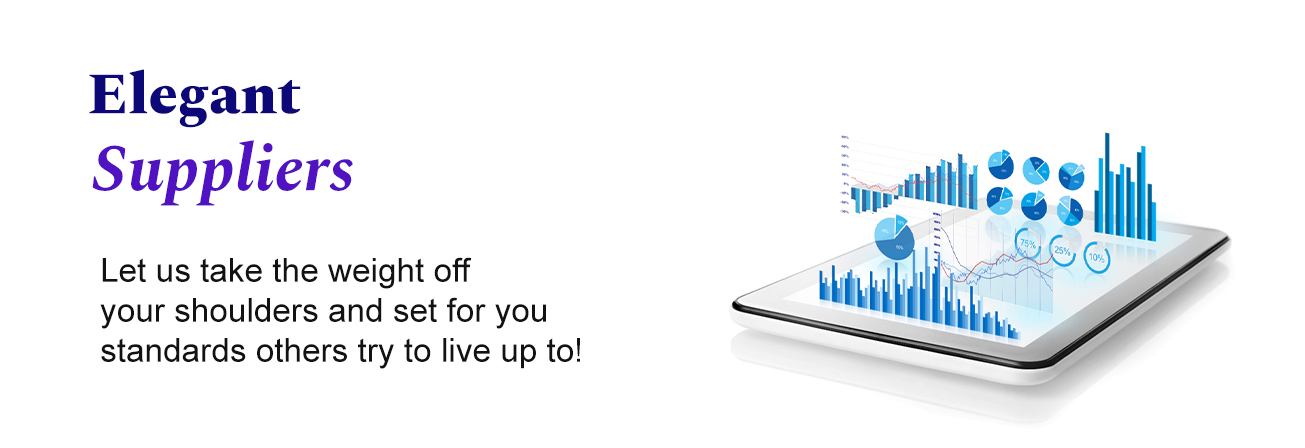 Elegant
Suppliers
Let us take the weight off
your shoulders and set for you
standards others try to live up to!
75%
25%
10%